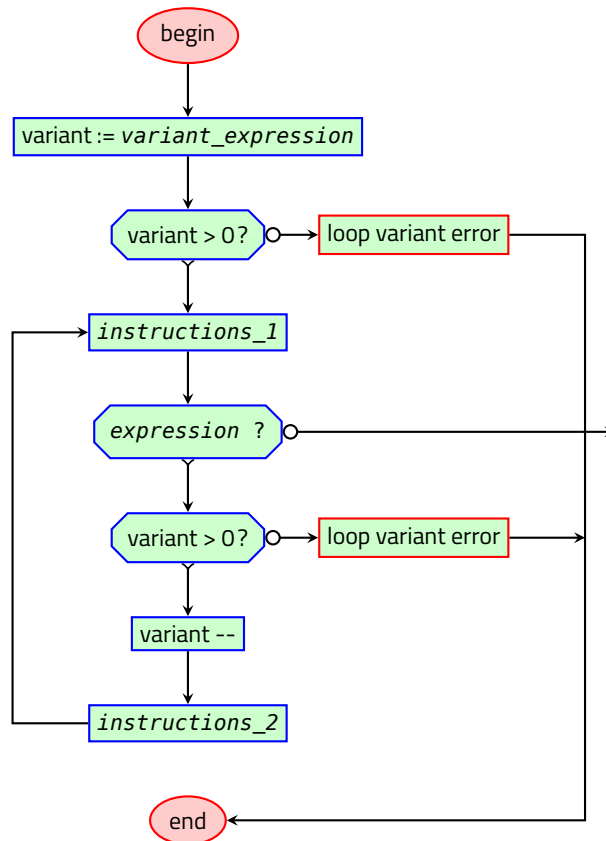 begin
variant := variant_expression
variant > 0?
loop variant error
instructions_1
expression ?
variant > 0?
loop variant error
variant --
instructions_2
end